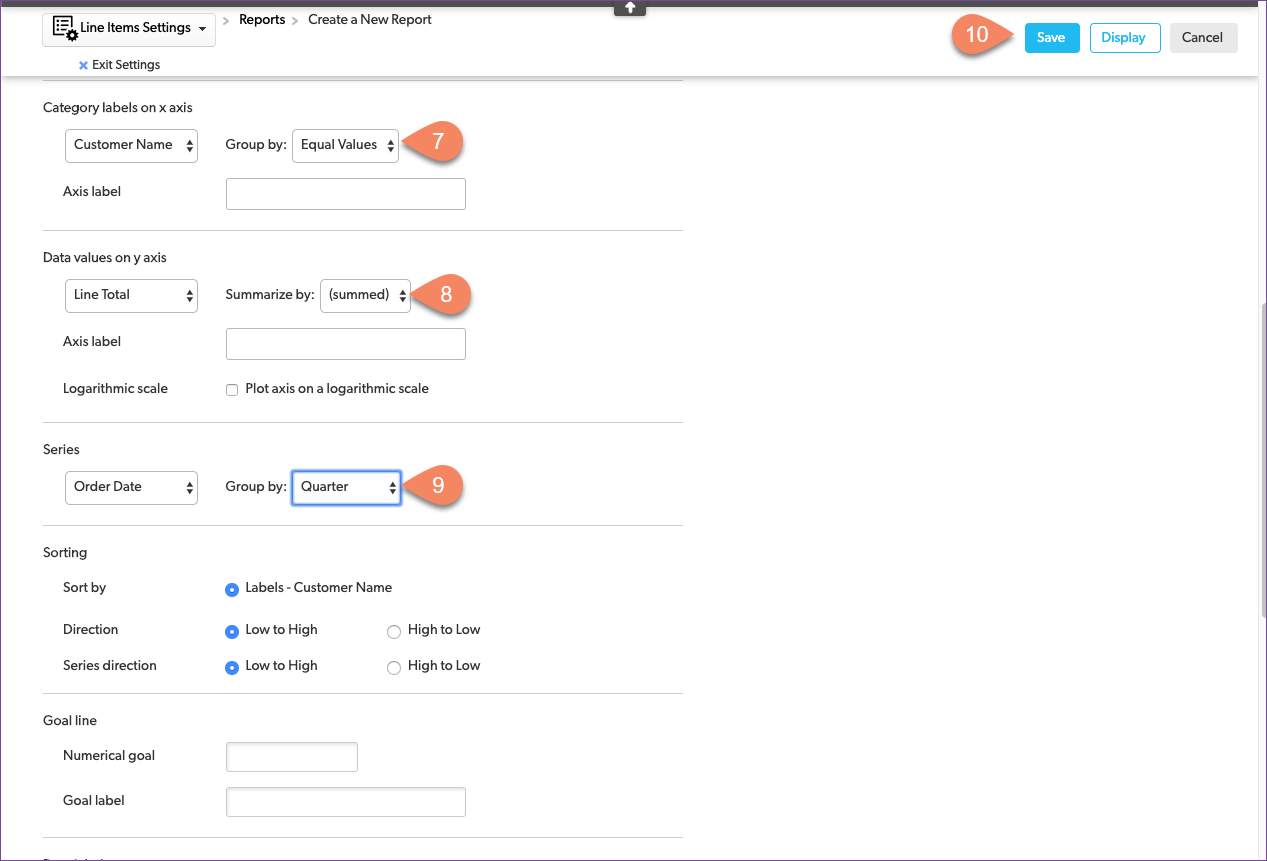 Line Items Settings
Reports
Create a New Report
10
Save
Display
Cancel
Exit Settings
Category labels on x axis
Customer Name
Group by:
Equal Values
7
Axis label
Data values on y axis
Line Total
Summarize by:
(summed)
8
Axis label
Logarithmic scale
Plot axis on a logarithmic scale
Series
Order Date
Group by:
Quarter
9
Sorting
Sort by
Labels - Customer Name
Direction
Low to High
High to Low
Series direction
Low to High
High to Low
Goal line
Numerical goal
Goal label